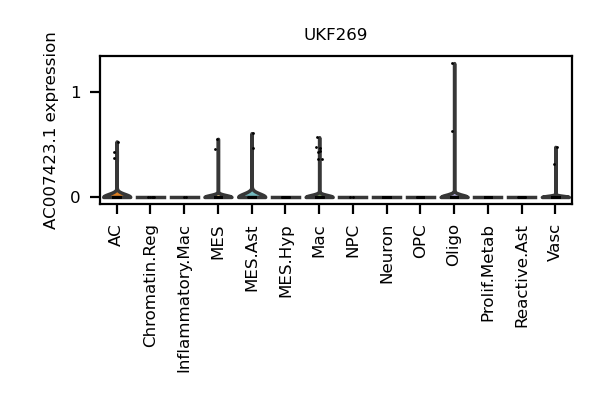 UKF269
AC007423.1 expression
1
0
AC
Chromatin.Reg
Inflammatory.Mac
MES
MES.Ast
MES.Hyp
Mac
NPC
Neuron
OPC
Oligo
Prolif.Metab
Reactive.Ast
Vasc